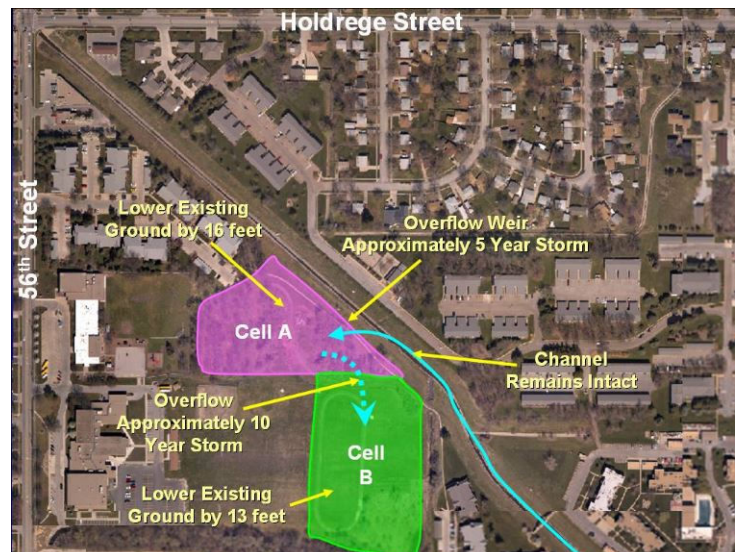 Holdrege Street
56th Street
Lower Existing
Ground by 16 feet
Overflow Weir
Approximately 5 Year Storm
Cell A
Channel
Remains Intact
Overflow
Approximately 10
Year Storm
Cell
B
Lower Existing
Ground by 13 feet